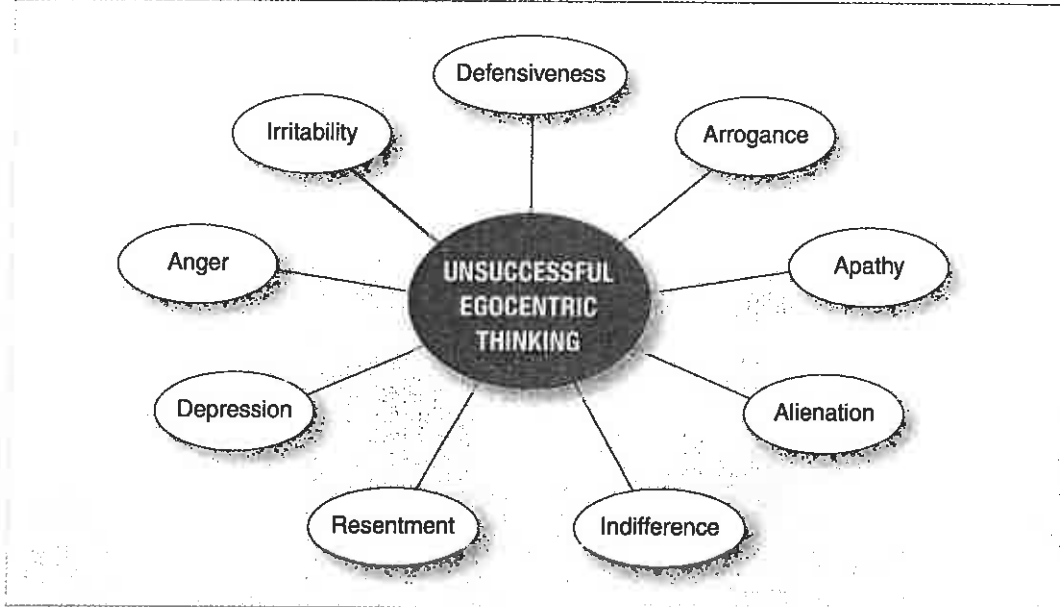 Defensiveness
Irritability
Arrogance
Anger
UNSUCCESSFUL
EGOCENTRIC
THINKING
Apathy
Depression
Alienation
Resentment
Indifference